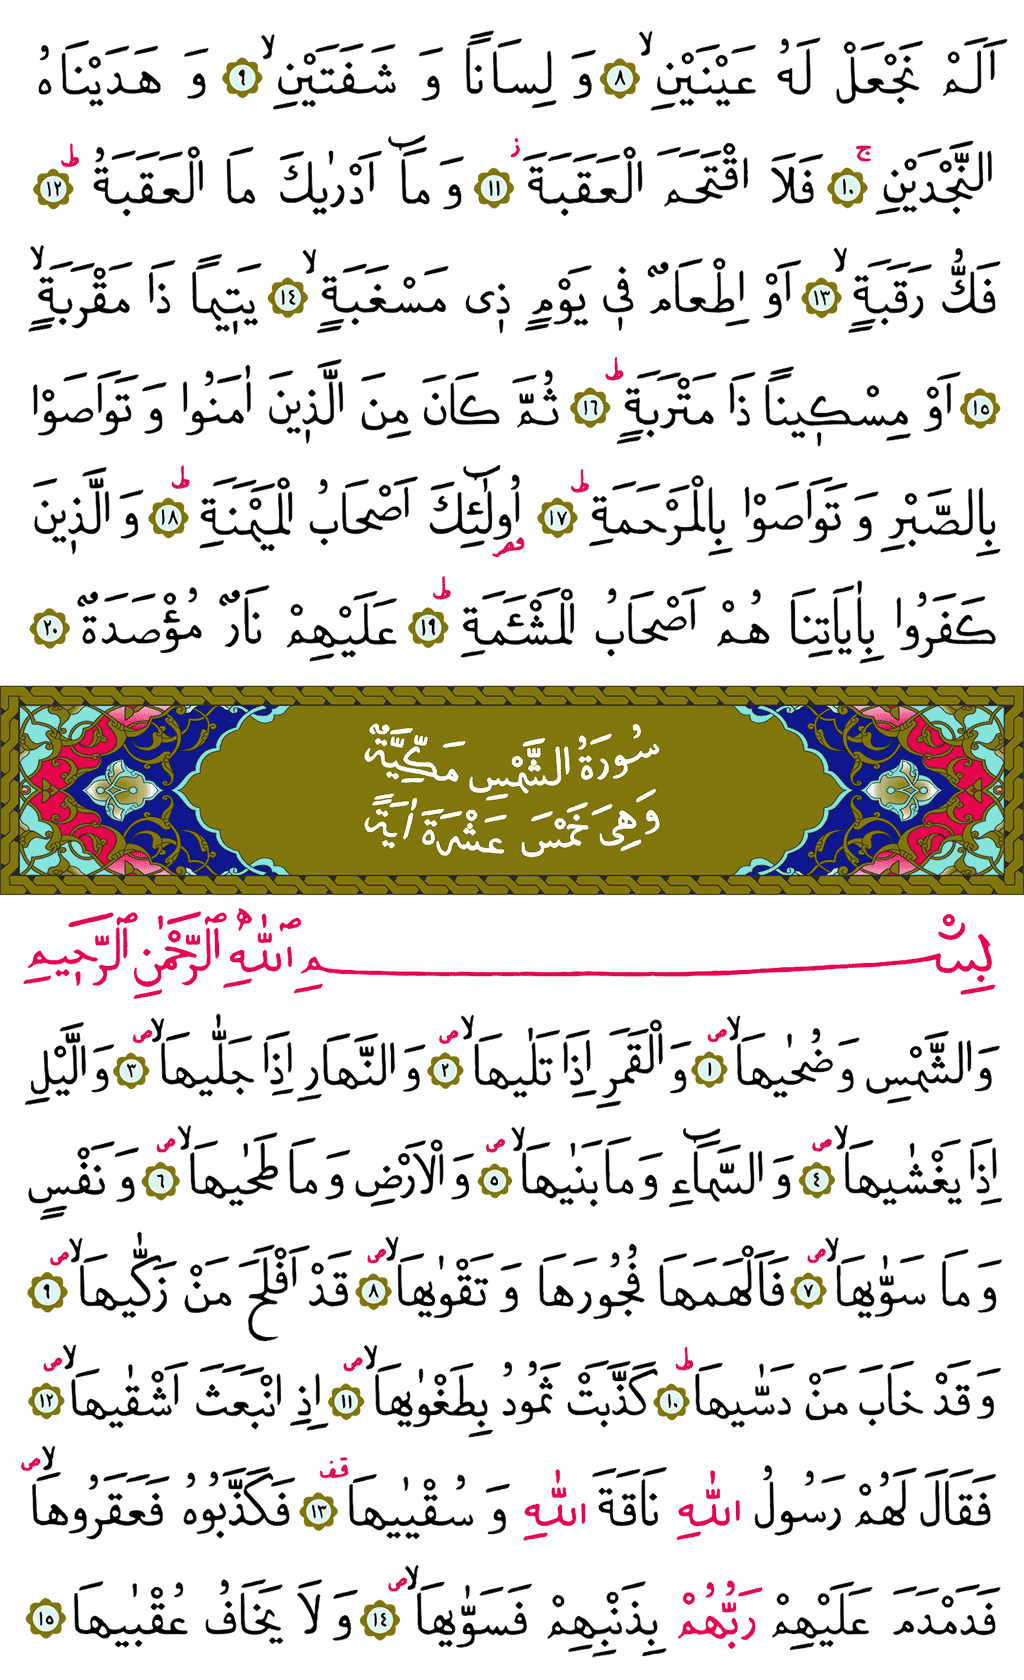 اَلَمْ نَجْعَلْ لَهُ عَيْنَيْنِۙ ﴿٨﴾ وَ لِسَانًا وَ شَفَتَيْنِۙ ﴿٩﴾ وَ هَدَيْنَاهُ
النَّجْدَيْنِۚ ﴿١٠﴾ فَلَا اقْتَحَمَ الْعَقَبَةَۘ ﴿١١﴾ وَ مَٓا اَدْرٰيكَ مَا الْعَقَبَةُۜ ﴿١٢﴾
فَكُّ رَقَبَةٍۙ ﴿١٣﴾ اَوْ اِطْعَامٌ فٖي يَوْمٍ ذٖي مَسْغَبَةٍۙ ﴿١٤﴾ يَتٖيمًا ذَا مَقْرَبَةٍۙ
﴿١٥﴾ اَوْ مِسْكٖينًا ذَا مَتْرَبَةٍۜ ﴿١٦﴾ ثُمَّ كَانَ مِنَ الَّذٖينَ اٰمَنُوا وَ تَوَاصَوْا
بِالصَّبْرِ وَ تَوَاصَوْا بِالْمَرْحَمَةِۜ ﴿١٧﴾ اُولٰٓئِكَ اَصْحَابُ الْمَيْمَنَةِۜ ﴿١٨﴾ وَ الَّذٖينَ
كَفَرُوا بِاٰيَاتِنَا هُمْ اَصْحَابُ الْمَشْـَٔمَةِۜ ﴿١٩﴾ عَلَيْهِمْ نَارٌ مُؤْصَدَةٌ ﴿٢٠﴾
سُورَةُ الشَّمْسِ مَكِّيَّةٌ
وَهِيَ خَمْسَ عَشْرَةَ اٰيَةً
بِسْمِ اللّٰهِ الرَّحْمٰنِ الرَّحٖيمِ
وَالشَّمْسِ وَضُحٰيهَاۙ ﴿١﴾ وَالْقَمَرِ اِذَا تَلٰيهَاۙ ﴿٢﴾ وَالنَّهَارِ اِذَا جَلّٰيهَاۙ ﴿٣﴾ وَالَّيْلِ
اِذَا يَغْشٰيهَاۙ ﴿٤﴾ وَ السَّمَٓاءِ وَ مَا بَنٰيهَاۙ ﴿٥﴾ وَ الْاَرْضِ وَ مَا طَحٰيهَاۙ ﴿٦﴾ وَ نَفْسٍ
وَ مَا سَوّٰيهَاۙ ﴿٧﴾ فَاَلْهَمَهَا فُجُورَهَا وَ تَقْوٰيهَاۙ ﴿٨﴾ قَدْ اَفْلَحَ مَنْ زَكّٰيهَاۙ ﴿٩﴾
وَ قَدْ خَابَ مَنْ دَسّٰيهَاۜ ﴿١٠﴾ كَذَّبَتْ ثَمُودُ بِطَغْوٰيهَاۙ ﴿١١﴾ اِذِ انْبَعَثَ اَشْقٰيهَاۙ ﴿١٢﴾
فَقَالَ لَهُمْ رَسُولُ اللّٰهِ نَاقَةَ اللّٰهِ وَ سُقْيٰيهَا ﴿١٣﴾ فَكَذَّبُوهُ فَعَقَرُوهَاۙ
فَدَمْدَمَ عَلَيْهِمْ رَبُّهُمْ بِذَنْبِهِمْ فَسَوّٰيهَاۙ ﴿١٤﴾ وَ لَا يَخَافُ عُقْبٰيهَا ﴿١٥﴾